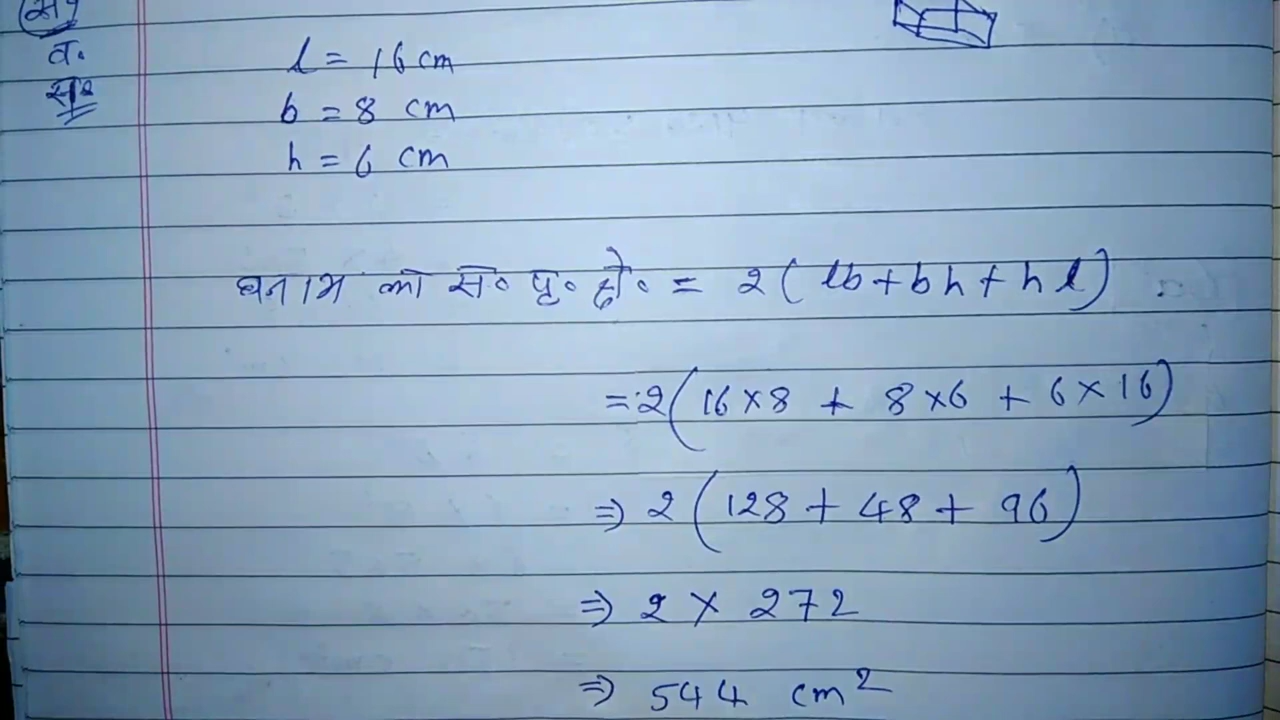 व.
l = 16 cm
b = 8 cm
h = 6 cm
घनाभ का स० पृ० क्षे० = 2 ( lb + bh + hl )
= 2 ( 16 × 8 + 8 × 6 + 6 × 16 )
⇒ 2 ( 128 + 48 + 96 )
⇒ 2 × 272
⇒ 544 cm²